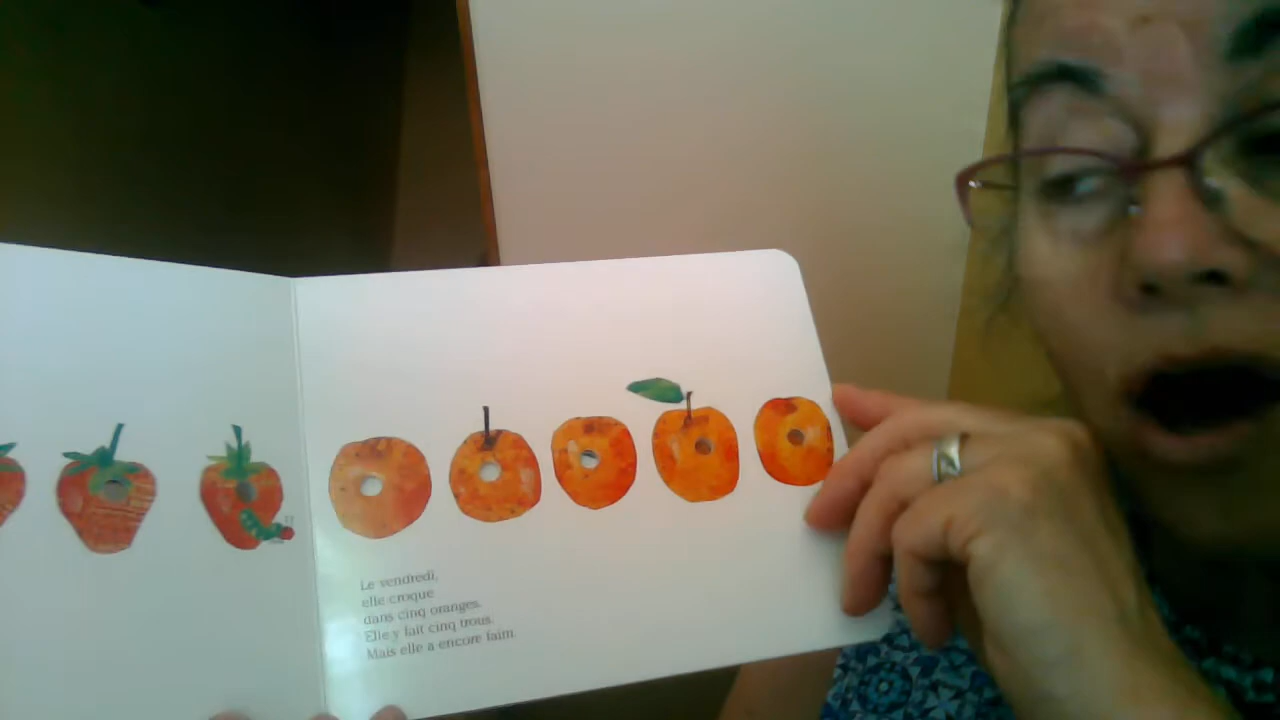 Le vendredi,
elle croque
dans cinq oranges.
Elle y fait cinq trous.
Mais elle a encore faim.